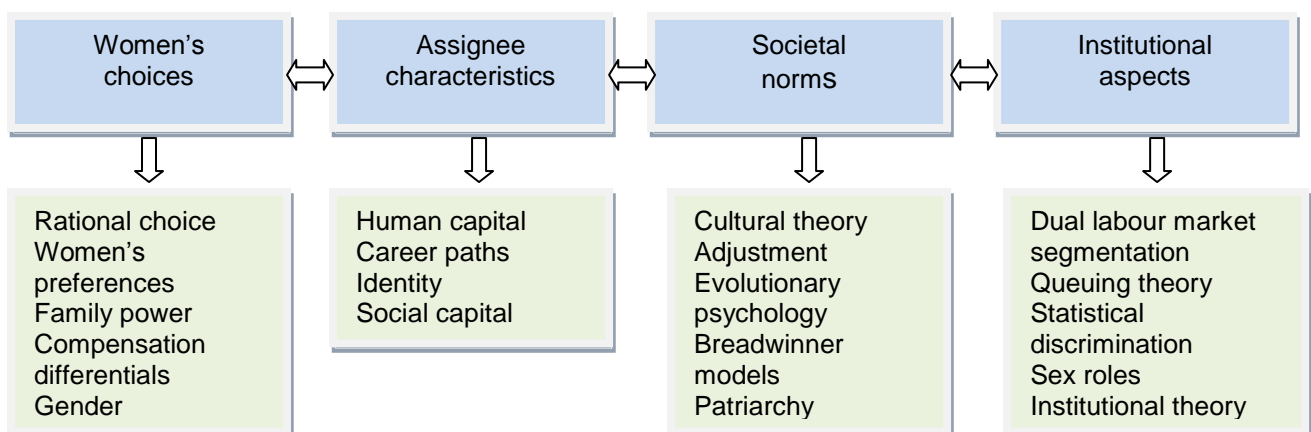 Women’s
choices
Assignee
characteristics
Societal
norms
Institutional
aspects
Rational choice
Women’s
preferences
Family power
Compensation
differentials
Gender
Human capital
Career paths
Identity
Social capital
Cultural theory
Adjustment
Evolutionary
psychology
Breadwinner
models
Patriarchy
Dual labour market
segmentation
Queuing theory
Statistical
discrimination
Sex roles
Institutional theory